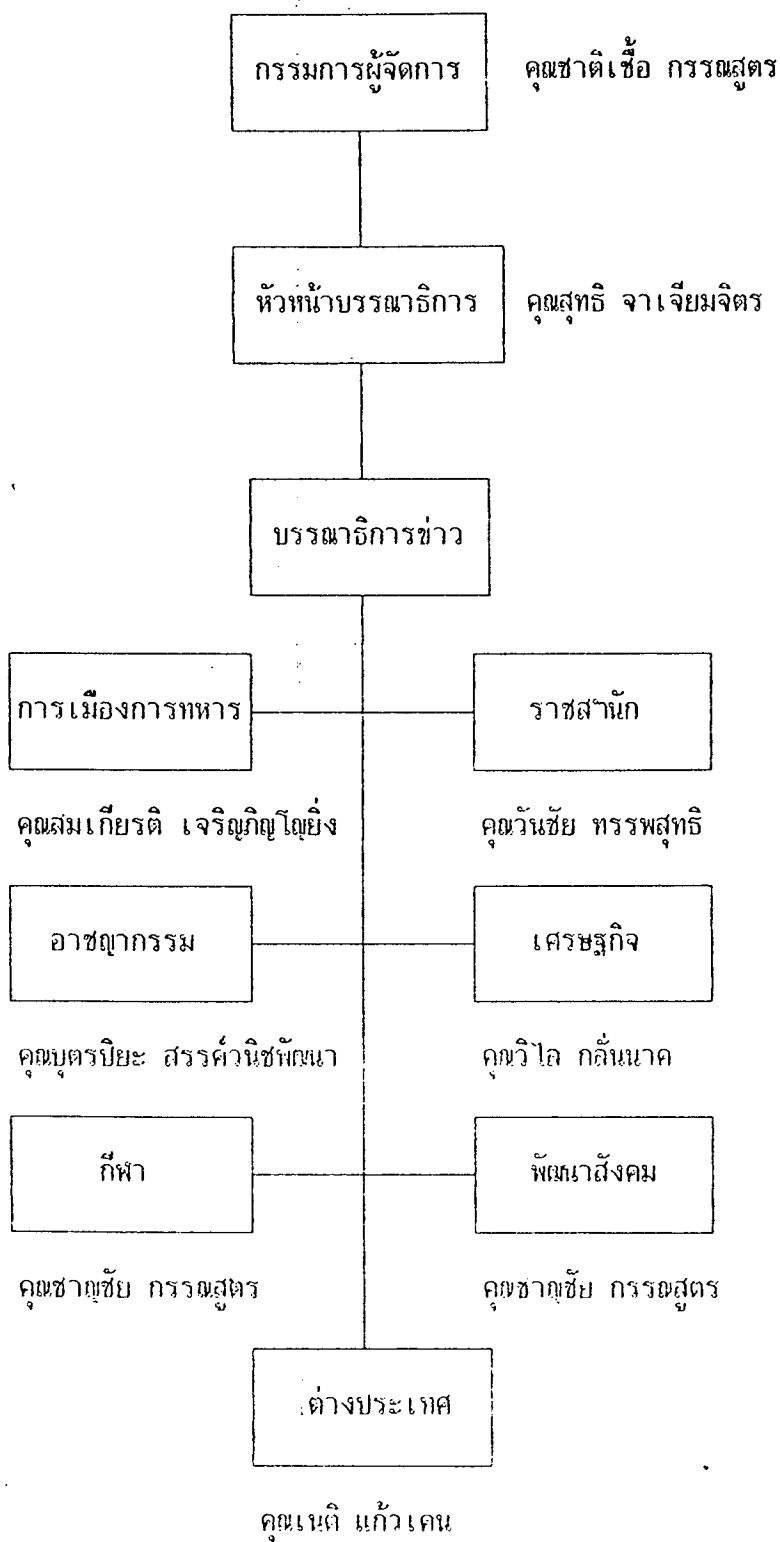 กรรมการผู้จัดการ คุณชาติเชื้อ กรรณสูตร
หัวหน้าบรรณาธิการ คุณสุทธิ จาเจียมจิตร
บรรณาธิการข่าว
การเมืองการทหาร ราชสำนัก
คุณสมเกียรติ เจริญภิญโญยิ่ง คุณวันชัย ทรรพสุทธิ
อาชญากรรม เศรษฐกิจ
คุณบุตรปิยะ สรรค์วนิชพัฒนา คุณวิไล กลั่นนาค
กีฬา พัฒนาสังคม
คุณชาญชัย กรรณสูตร คุณชาญชัย กรรณสูตร
ต่างประเทศ
คุณเนติ แก้วเคน